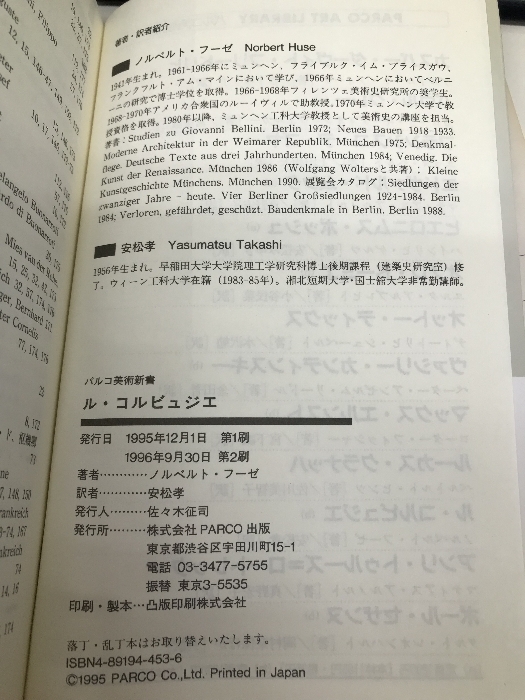 著者・訳者紹介
ノルベルト・フーゼ Norbert Huse
1941年生まれ。1961-1966年にミュンヘン、フライブルク・イム・ブライスガウ、
フランクフルト・アム・マインにおいて学び、1966年ミュンヘンにおいてベルニ
ーニの研究で博士学位を取得。1966-1968年フィレンツェ美術史研究所の奨学生。
1968-1970年アメリカ合衆国のルーイヴィルで助教授。1970年ミュンヘン大学で教
授資格を取得。1980年以降、ミュンヘン工科大学教授として美術史の講座を担当。
著書：Studien zu Giovanni Bellini. Berlin 1972; Neues Bauen 1918-1933.
Moderne Architektur in der Weimarer Republik. München 1975; Denkmal-
pflege. Deutsche Texte aus drei Jahrhunderten. München 1984; Venedig. Die
Kunst der Renaissance. München 1986 (Wolfgang Woltersと共著)； Kleine
Kunstgeschichte Münchens. München 1990. 展覧会カタログ：Siedlungen der
zwanziger Jahre – heute. Vier Berliner Großsiedlungen 1924-1984. Berlin
1984; Verloren, gefährdet, geschüzt. Baudenkmale in Berlin. Berlin 1988.
安松孝 Yasumatsu Takashi
1956年生まれ。早稲田大学大学院理工学研究科博士後期課程（建築史研究室）修
了。ウィーン工科大学在籍（1983-85年）。湘北短期大学・国士舘大学非常勤講師。
パルコ美術新書
ル・コルビュジエ
発行日 1995年12月1日 第1刷
1996年9月30日 第2刷
著者…………ノルベルト・フーゼ
訳者…………安松孝
発行人………佐々木征司
発行所………株式会社PARCO出版
東京都渋谷区宇田川町15-1
電話 03-3477-5755
振替 東京3-5535
印刷・製本…凸版印刷株式会社
落丁・乱丁本はお取り替えいたします。
ISBN4-89194-453-6
©1995 PARCO Co.,Ltd. Printed in Japan